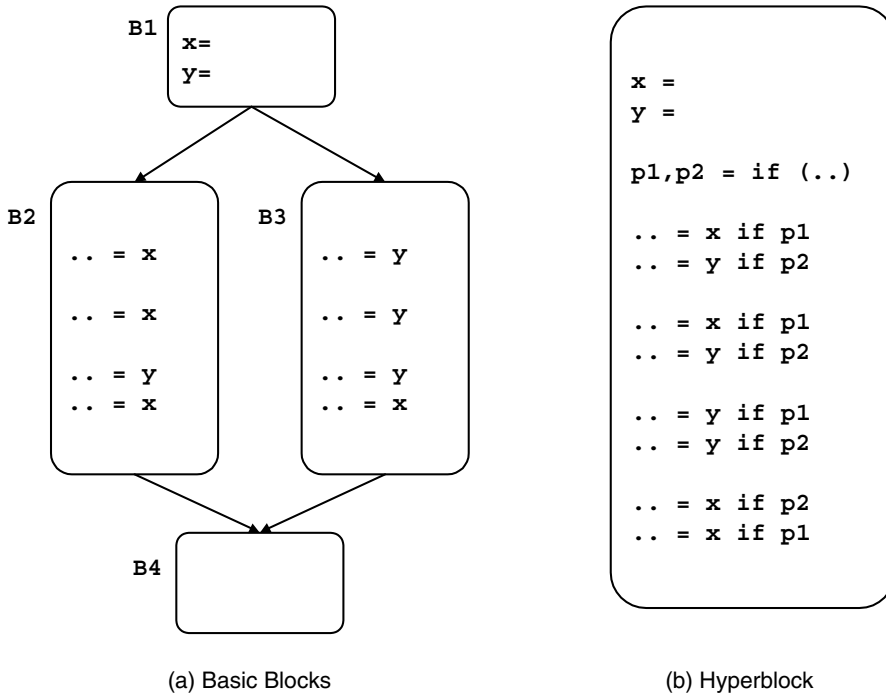 B1
x=
y=
B2
.. = x
.. = x
.. = y
.. = x
B3
.. = y
.. = y
.. = y
.. = x
B4
(a) Basic Blocks
x =
y =
p1,p2 = if (..)
.. = x if p1
.. = y if p2
.. = x if p1
.. = y if p2
.. = y if p1
.. = y if p2
.. = x if p2
.. = x if p1
(b) Hyperblock